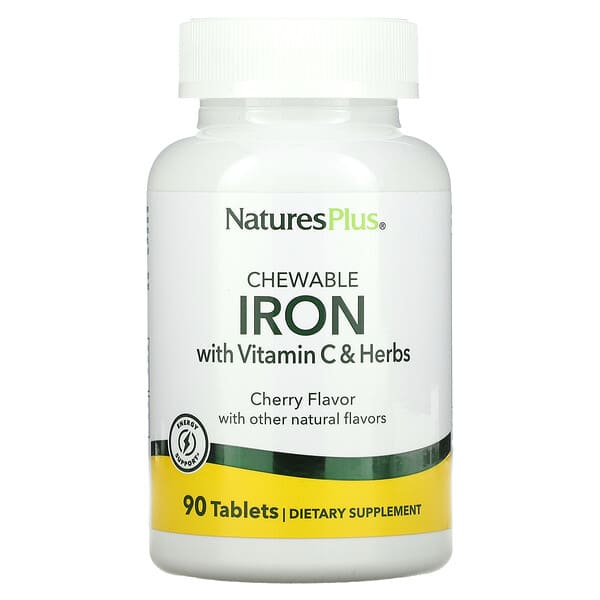 NaturesPlus®
CHEWABLE
IRON
with Vitamin C & Herbs
Cherry Flavor
with other natural flavors
ENERGY
SUPPORT*
90 Tablets | DIETARY SUPPLEMENT